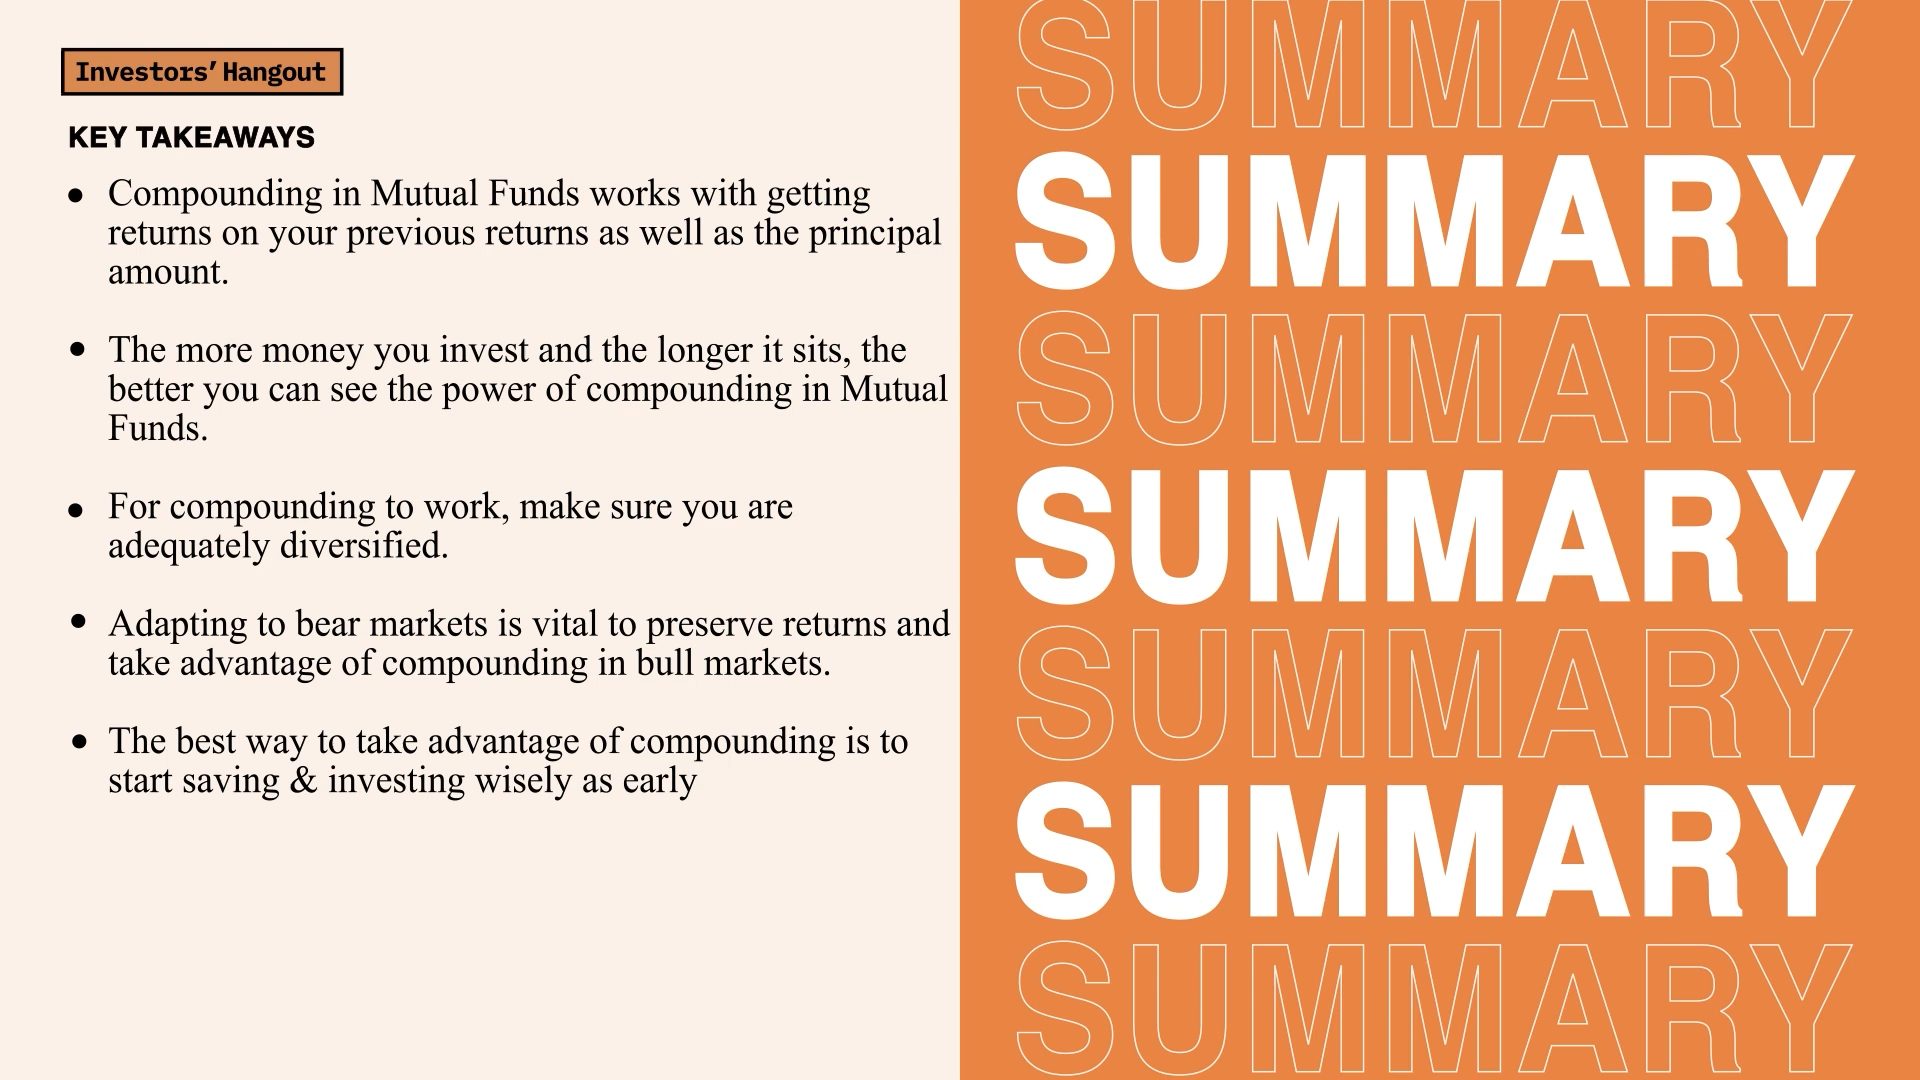 Investors’ Hangout
KEY TAKEAWAYS
• Compounding in Mutual Funds works with getting
returns on your previous returns as well as the principal
amount.
• The more money you invest and the longer it sits, the
better you can see the power of compounding in Mutual
Funds.
• For compounding to work, make sure you are
adequately diversified.
• Adapting to bear markets is vital to preserve returns and
take advantage of compounding in bull markets.
• The best way to take advantage of compounding is to
start saving & investing wisely as early
SUMMARY
SUMMARY
SUMMARY
SUMMARY
SUMMARY
SUMMARY
SUMMARY